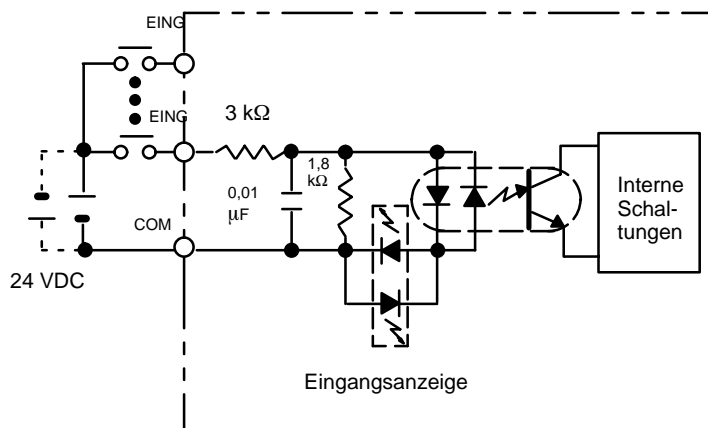 EING
EING
3 kΩ
1,8
kΩ
0,01
µF
COM
24 VDC
Interne
Schal-
tungen
Eingangsanzeige